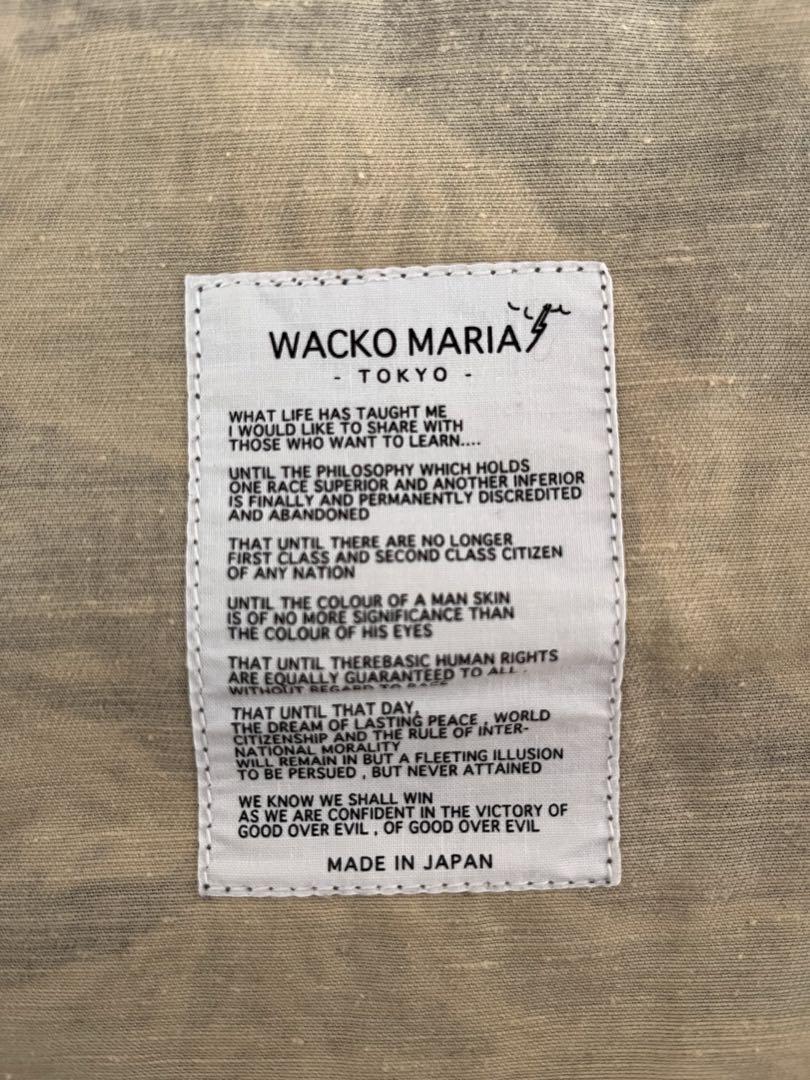 WACKO MARIA
- TOKYO -
WHAT LIFE HAS TAUGHT ME
I WOULD LIKE TO SHARE WITH
THOSE WHO WANT TO LEARN....
UNTIL THE PHILOSOPHY WHICH HOLDS
ONE RACE SUPERIOR AND ANOTHER INFERIOR
IS FINALLY AND PERMANENTLY DISCREDITED
AND ABANDONED
THAT UNTIL THERE ARE NO LONGER
FIRST CLASS AND SECOND CLASS CITIZEN
OF ANY NATION
UNTIL THE COLOUR OF A MAN SKIN
IS OF NO MORE SIGNIFICANCE THAN
THE COLOUR OF HIS EYES
THAT UNTIL THEREBASIC HUMAN RIGHTS
ARE EQUALLY GUARANTEED TO ALL .
WITHOUT REGARD TO RACE
THAT UNTIL THAT DAY,
THE DREAM OF LASTING PEACE , WORLD
CITIZENSHIP AND THE RULE OF INTER-
NATIONAL MORALITY
WILL REMAIN IN BUT A FLEETING ILLUSION
TO BE PERSUED , BUT NEVER ATTAINED
WE KNOW WE SHALL WIN
AS WE ARE CONFIDENT IN THE VICTORY OF
GOOD OVER EVIL , OF GOOD OVER EVIL
MADE IN JAPAN